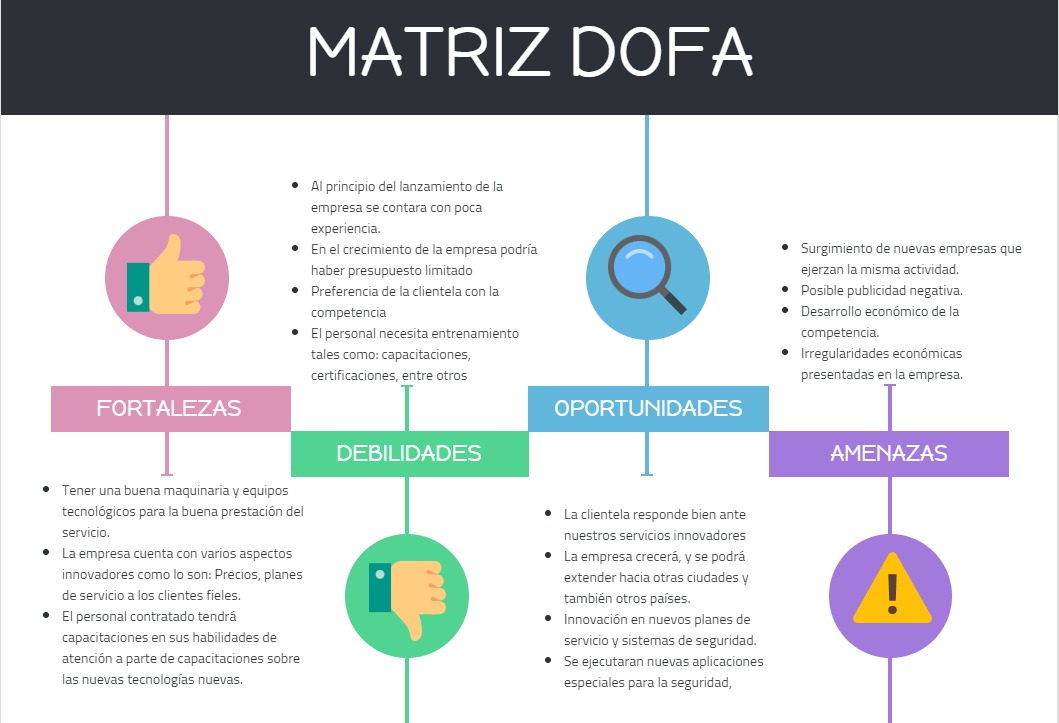 MATRIZ DOFA
FORTALEZAS
Tener una buena maquinaria y equipos
tecnológicos para la buena prestación del
servicio.
La empresa cuenta con varios aspectos
innovadores como lo son: Precios, planes
de servicio a los clientes fieles.
El personal contratado tendrá
capacitaciones en sus habilidades de
atención a parte de capacitaciones sobre
las nuevas tecnologías nuevas.
Al principio del lanzamiento de la
empresa se contara con poca
experiencia.
En el crecimiento de la empresa podría
haber presupuesto limitado
Preferencia de la clientela con la
competencia
El personal necesita entrenamiento
tales como: capacitaciones,
certificaciones, entre otros
DEBILIDADES
OPORTUNIDADES
La clientela responde bien ante
nuestros servicios innovadores
La empresa crecerá, y se podrá
extender hacia otras ciudades y
también otros países.
Innovación en nuevos planes de
servicio y sistemas de seguridad.
Se ejecutaran nuevas aplicaciones
especiales para la seguridad,
Surgimiento de nuevas empresas que
ejerzan la misma actividad.
Posible publicidad negativa.
Desarrollo económico de la
competencia.
Irregularidades económicas
presentadas en la empresa.
AMENAZAS